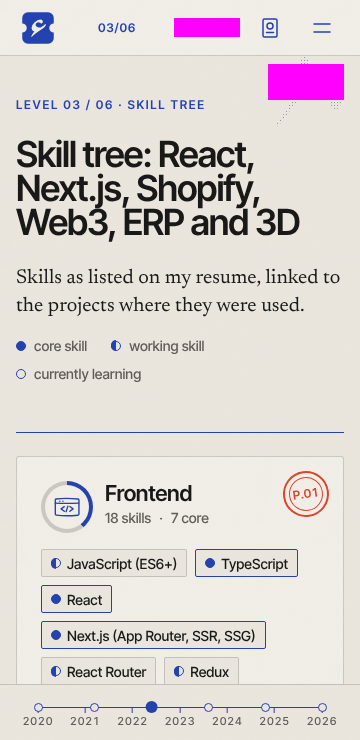 03/06
LEVEL 03 / 06 · SKILL TREE
Skill tree: React,
Next.js, Shopify,
Web3, ERP and 3D
Skills as listed on my resume, linked to
the projects where they were used.
core skill
working skill
currently learning
Frontend
P.01
18 skills · 7 core
JavaScript (ES6+)
TypeScript
React
Next.js (App Router, SSR, SSG)
React Router
Redux
2020 2021 2022 2023 2024 2025 2026